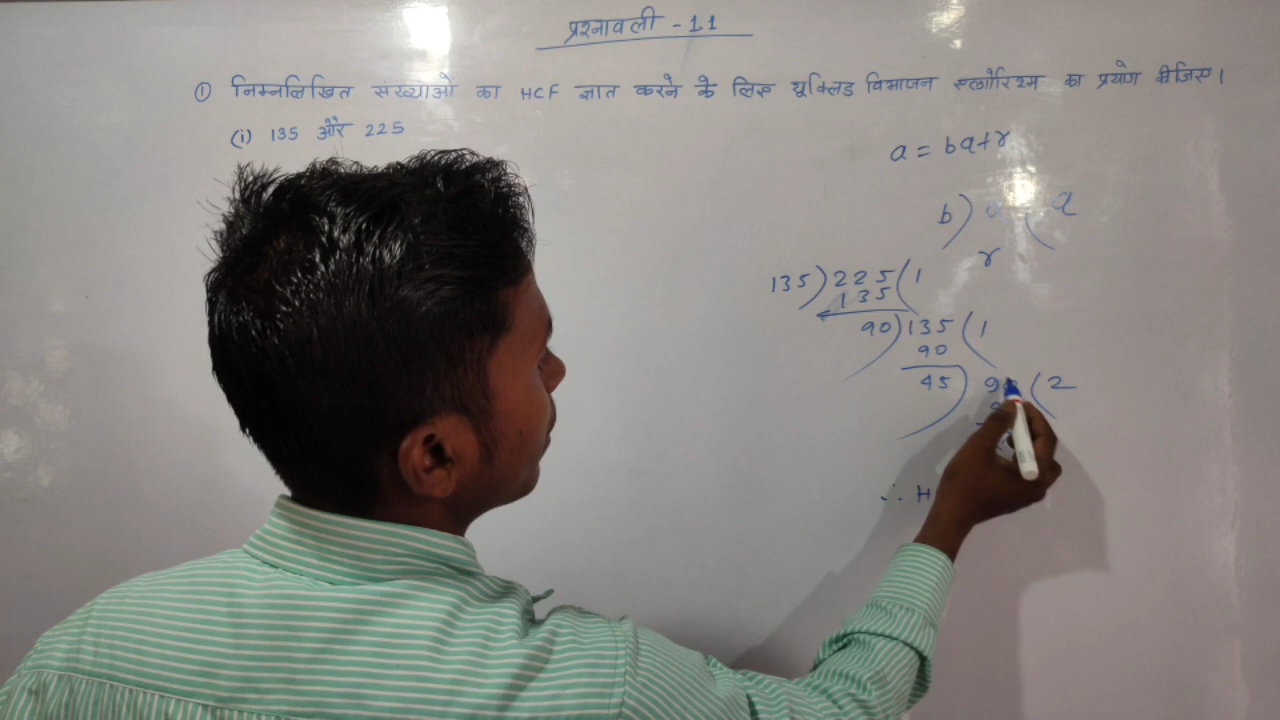 प्रश्नावली - 1.1
① निम्नलिखित संख्याओं का HCF ज्ञात करने के लिए यूक्लिड विभाजन एल्गोरिथ्म का प्रयोग कीजिए।
(i) 135 और 225
a = bq+r
b) a ( q
r
135) 225 ( 1
135
90) 135 ( 1
90
45) 90 ( 2
∴ H